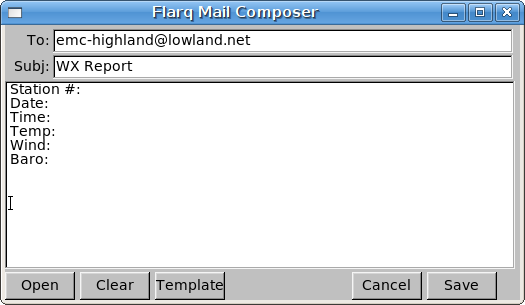 Flarq Mail Composer
To: emc-highland@lowland.net
Subj: WX Report
Station #:
Date:
Time:
Temp:
Wind:
Baro:
Open Clear Template Cancel Save